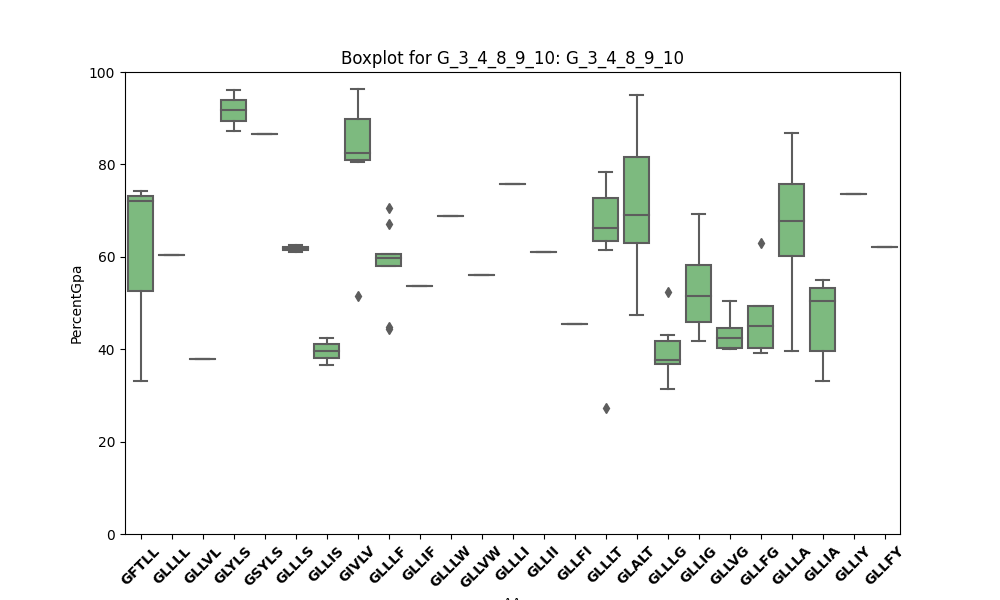 Boxplot for G_3_4_8_9_10: G_3_4_8_9_10
PercentGpa
100
80
60
40
20
0
GFTLL GLLLL GLLVL GLYLS GSYLS GLLLS GLLIS GIVLV GLLLF GLLIF GLLLW GLLVW GLLLI GLLII GLLFI GLLLT GLALT GLLLG GLLIG GLLVG GLLFG GLLLA GLLIA GLLIY GLLFY